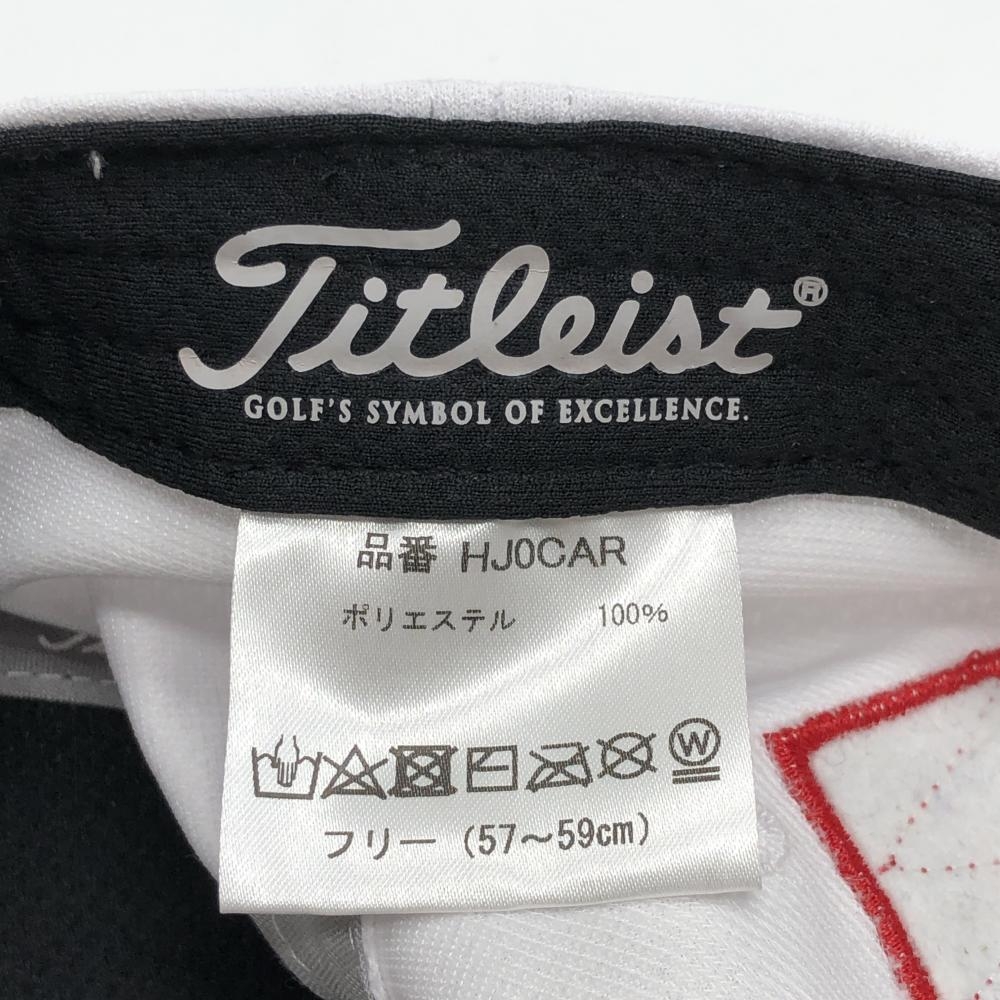 Titleist®
GOLF'S SYMBOL OF EXCELLENCE.
品番 HJ0CAR
ポリエステル 100%
W
フリー (57～59cm)